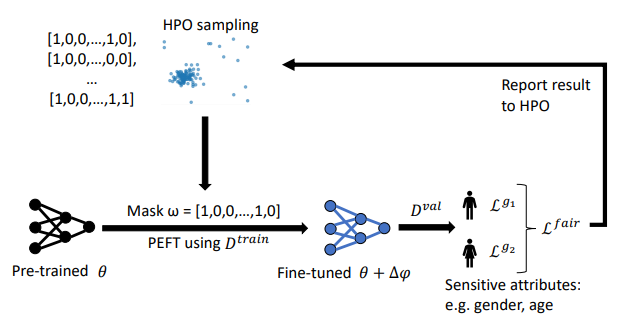 HPO sampling
[1,0,0,...,1,0],
[1,0,0,...,0,0],
...
[1,0,0,...,1,1]
Report result
to HPO
Mask ω = [1,0,0,...,1,0]
PEFT using D^train
Pre-trained θ
Fine-tuned θ + Δφ
D^val
ℒ^g1
ℒ^g2
ℒ^fair
Sensitive attributes:
e.g. gender, age